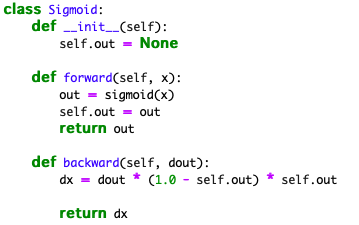 class Sigmoid:
    def __init__(self):
        self.out = None

    def forward(self, x):
        out = sigmoid(x)
        self.out = out
        return out

    def backward(self, dout):
        dx = dout * (1.0 - self.out) * self.out

        return dx